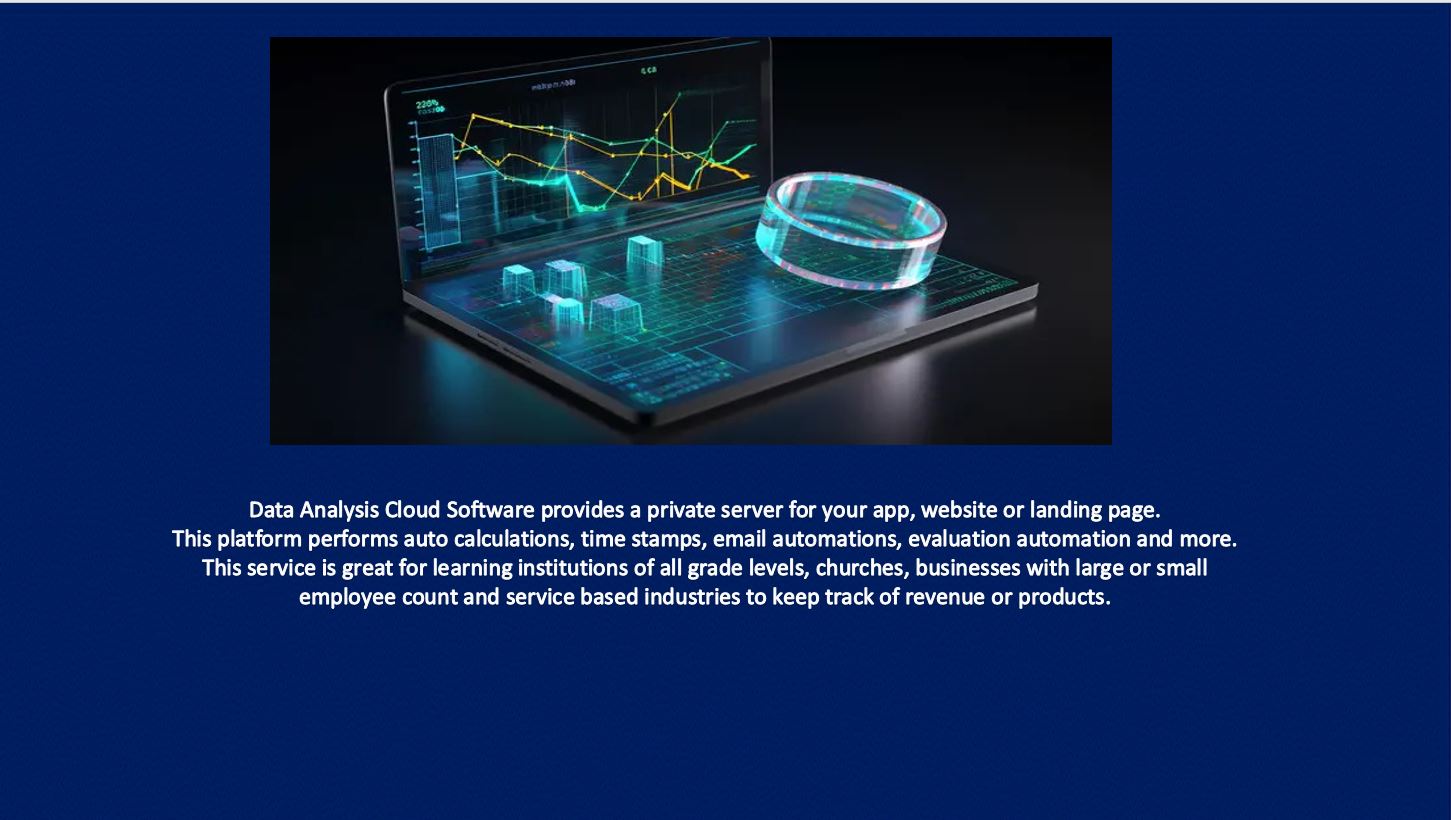 226%
Data Analysis Cloud Software provides a private server for your app, website or landing page.
This platform performs auto calculations, time stamps, email automations, evaluation automation and more.
This service is great for learning institutions of all grade levels, churches, businesses with large or small
employee count and service based industries to keep track of revenue or products.